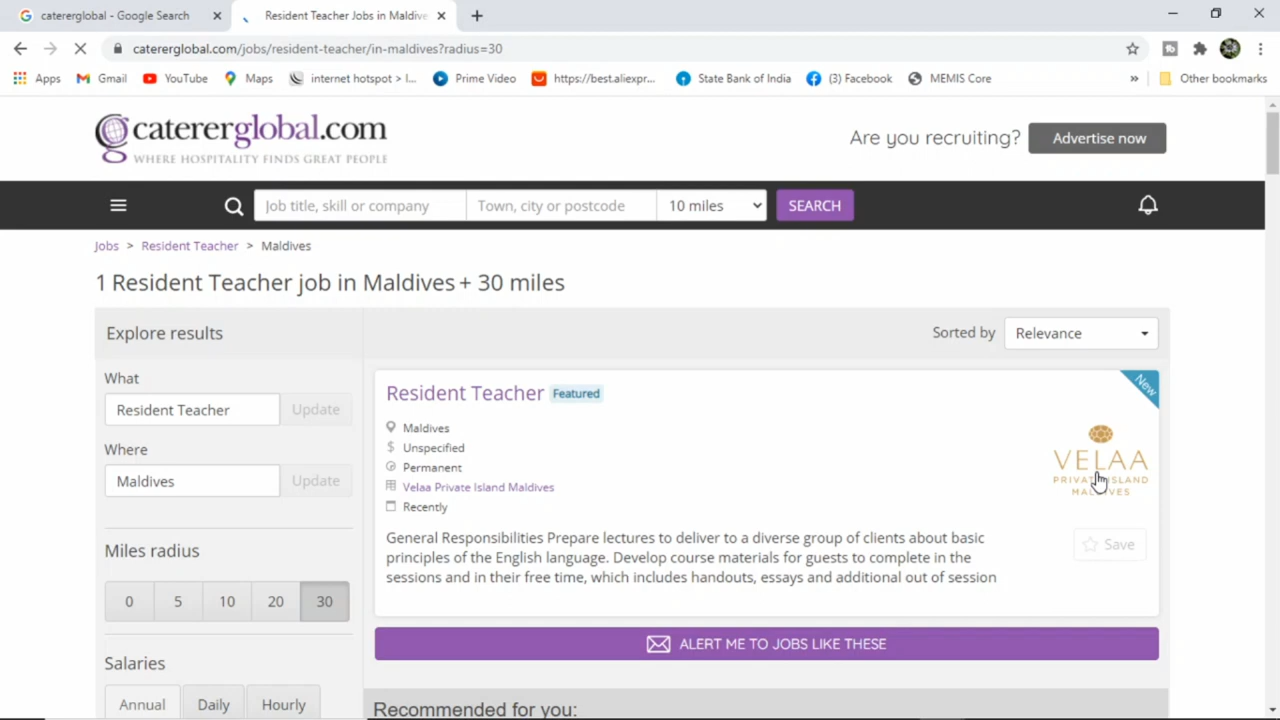 catererglobal - Google Search
Resident Teacher Jobs in Maldive
catererglobal.com/jobs/resident-teacher/in-maldives?radius=30
Apps Gmail YouTube Maps internet hotspot > l... Prime Video https://best.aliexpr... State Bank of India (3) Facebook MEMIS Core » Other bookmarks
catererglobal.com
WHERE HOSPITALITY FINDS GREAT PEOPLE
Are you recruiting? Advertise now
Job title, skill or company Town, city or postcode 10 miles SEARCH
Jobs > Resident Teacher > Maldives
1 Resident Teacher job in Maldives + 30 miles
Explore results
Sorted by Relevance
What
Resident Teacher Update
Where
Maldives Update
Miles radius
0 5 10 20 30
Salaries
Annual Daily Hourly
Resident Teacher Featured
New
Maldives
$ Unspecified
Permanent
Velaa Private Island Maldives
Recently
VELAA
PRIVATE ISLAND
MALDIVES
General Responsibilities Prepare lectures to deliver to a diverse group of clients about basic
principles of the English language. Develop course materials for guests to complete in the
sessions and in their free time, which includes handouts, essays and additional out of session
Save
ALERT ME TO JOBS LIKE THESE
Recommended for you: